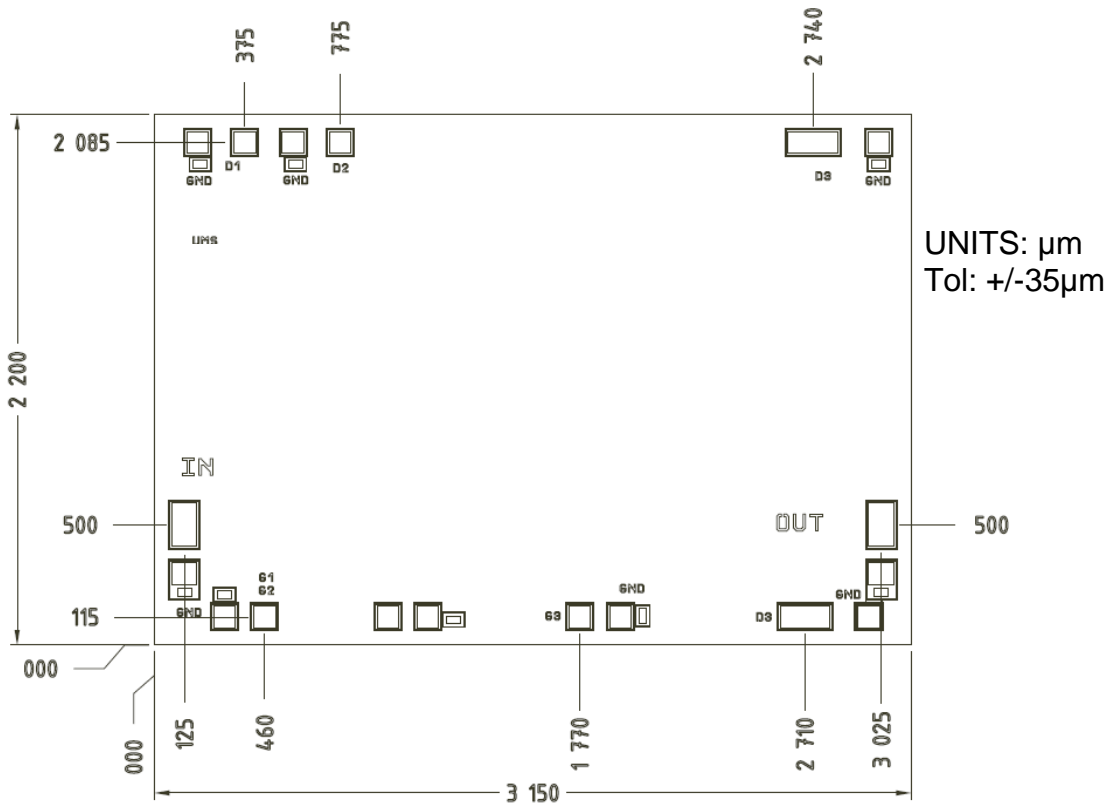 375
775
2 740
2 085
D1
D2
D3
GND
GND
GND
UMS
UNITS: µm
Tol: +/-35µm
2 200
IN
500
OUT
500
G1
G2
GND
GND
GND
115
G3
D3
000
000
125
460
1 770
2 710
3 025
3 150